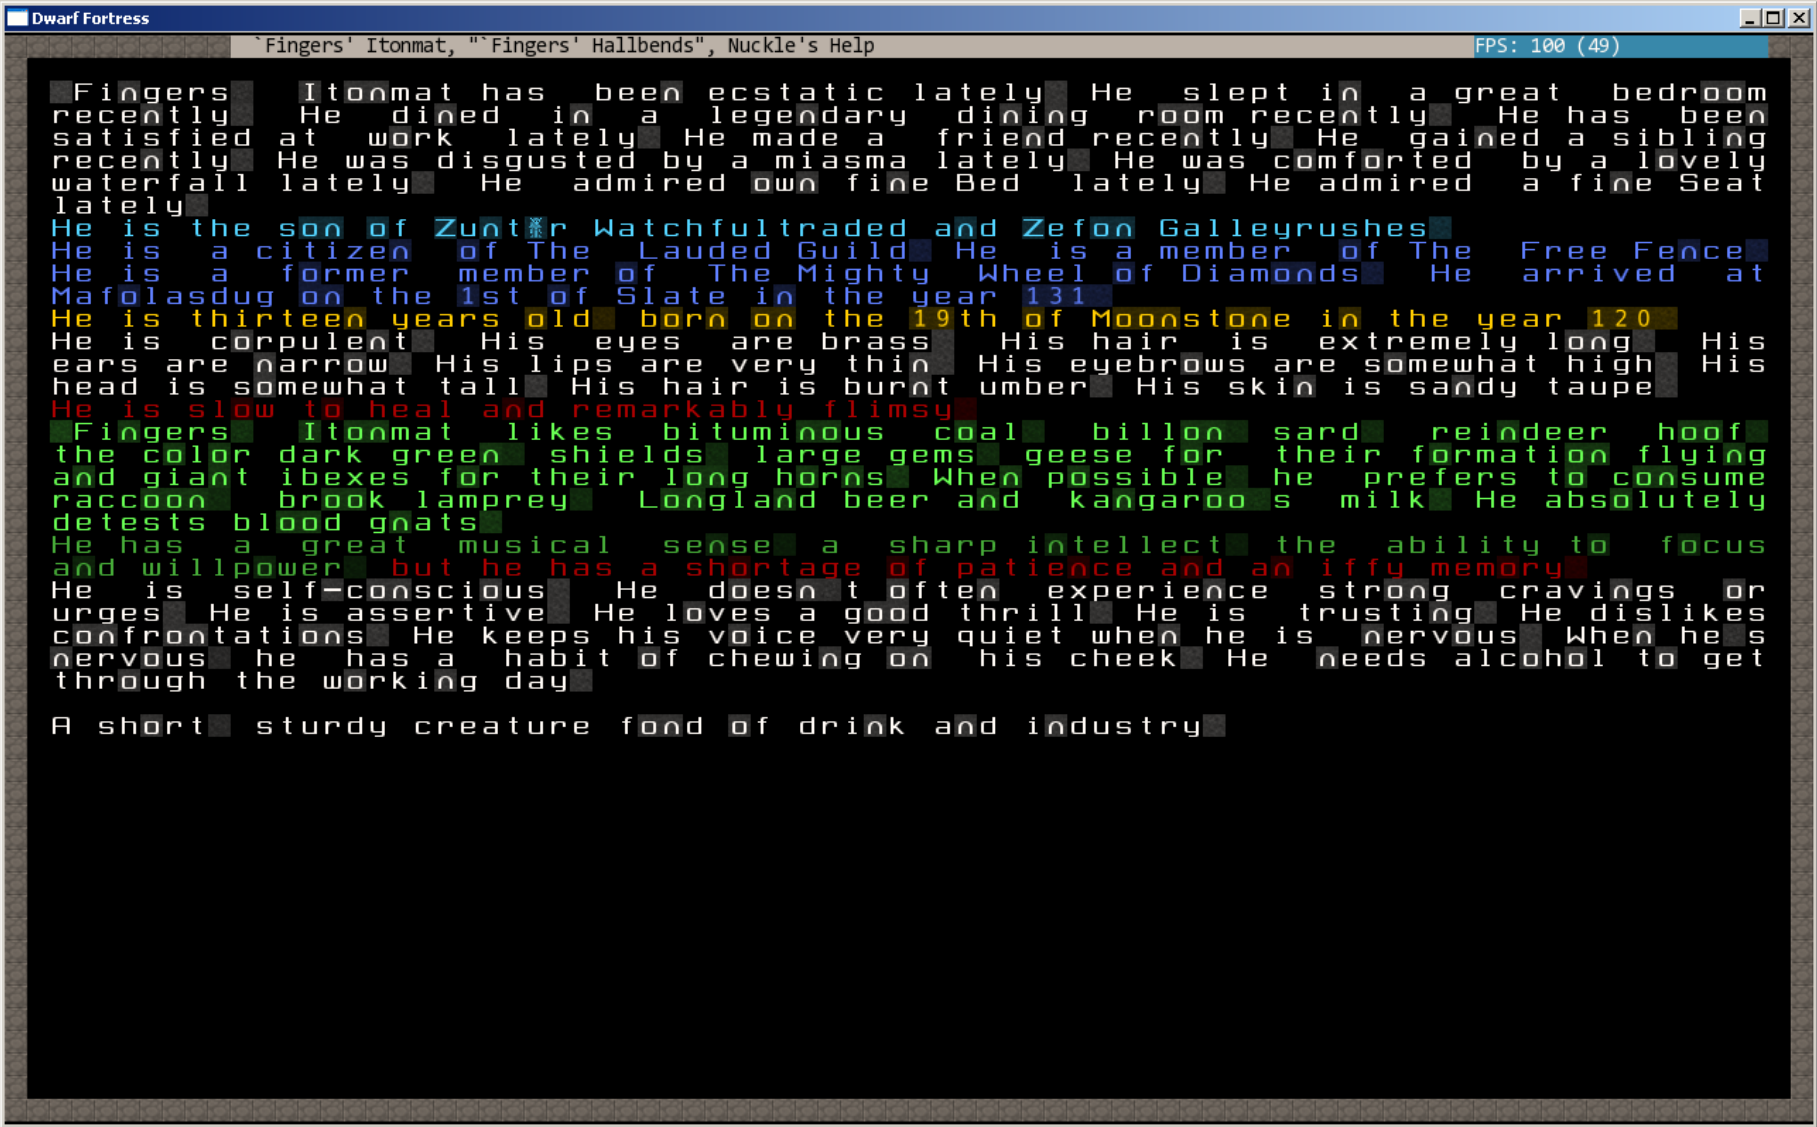 Dwarf Fortress
`Fingers' Itonmat, "`Fingers' Hallbends", Nuckle's Help
FPS: 100 (49)
Fingers Itonmat has been ecstatic lately He slept in a great bedroom
recently He dined in a legendary dining room recently He has been
satisfied at work lately He made a friend recently He gained a sibling
recently He was disgusted by a miasma lately He was comforted by a lovely
waterfall lately He admired own fine Bed lately He admired a fine Seat
lately
He is the son of Watchfultraded and Zefon Galleyrushes
He is a citizen of The Lauded Guild He is a member of The Free Fence
He is a former member of The Mighty Wheel of Diamonds He arrived at
Mafolasdug on the 1st of Slate in the year 131
He is thirteen years old born on the 19th of Moonstone in the year 120
He is corpulent His eyes are brass His hair is extremely long His
ears are narrow His lips are very thin His eyebrows are somewhat high His
head is somewhat tall His hair is burnt umber His skin is sandy taupe
He is slow to heal and remarkably flimsy
Fingers Itonmat likes bituminous coal billon sard reindeer hoof
the color dark green shields large gems geese for their formation flying
and giant ibexes for their long horns When possible he prefers to consume
raccoon brook lamprey Longland beer and kangaroo s milk He absolutely
detests blood gnats
He has a great musical sense a sharp intellect the ability to focus
and willpower but he has a shortage of patience and an iffy memory
He is self-conscious He doesn t often experience strong cravings or
urges He is assertive He loves a good thrill He is trusting He dislikes
confrontations He keeps his voice very quiet when he is nervous When he s
nervous he has a habit of chewing on his cheek He needs alcohol to get
through the working day
A short sturdy creature fond of drink and industry